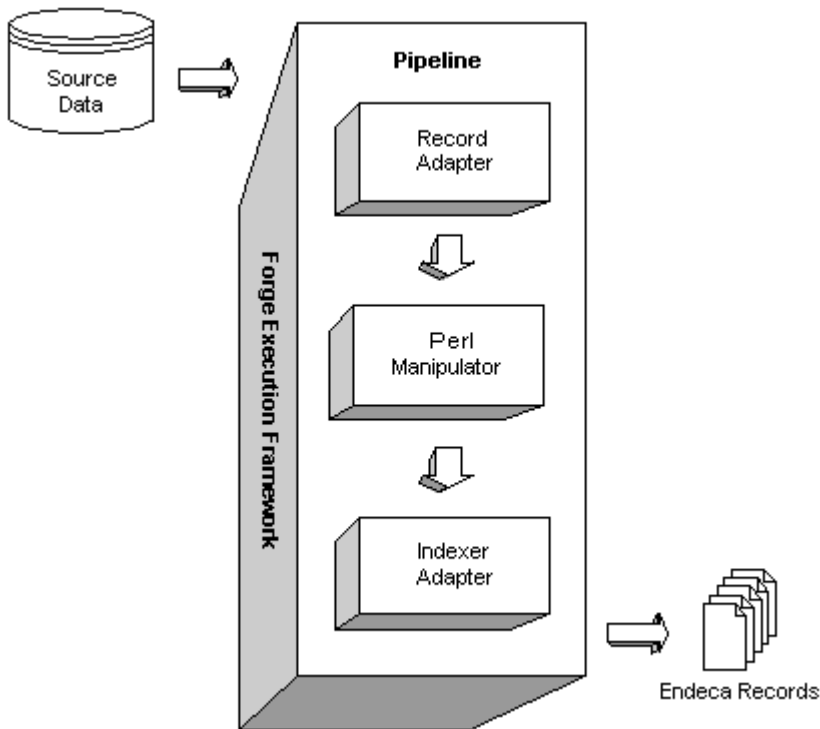 Source
Data
Pipeline
Record
Adapter
Forge Execution Framework
Perl
Manipulator
Indexer
Adapter
Endeca Records